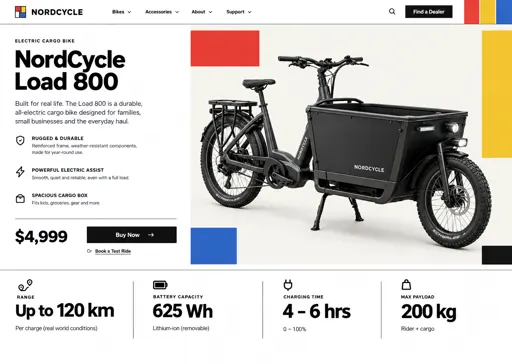 NORDCYCLE
Bikes
Accessories
About
Support
Find a Dealer
ELECTRIC CARGO BIKE
NordCycle
Load 800
Built for real life. The Load 800 is a durable,
all-electric cargo bike designed for families,
small businesses and the everyday haul.
RUGGED & DURABLE
Reinforced frame, weather-resistant components,
made for year-round use.
POWERFUL ELECTRIC ASSIST
Smooth, quiet and reliable, even with a full load.
SPACIOUS CARGO BOX
Fits kids, groceries, gear and more.
$4,999
Buy Now →
Or Book a Test Ride
NORDCYCLE
RANGE
Up to 120 km
Per charge (real world conditions)
BATTERY CAPACITY
625 Wh
Lithium-ion (removable)
CHARGING TIME
4 – 6 hrs
0 – 100%
MAX PAYLOAD
200 kg
Rider + cargo